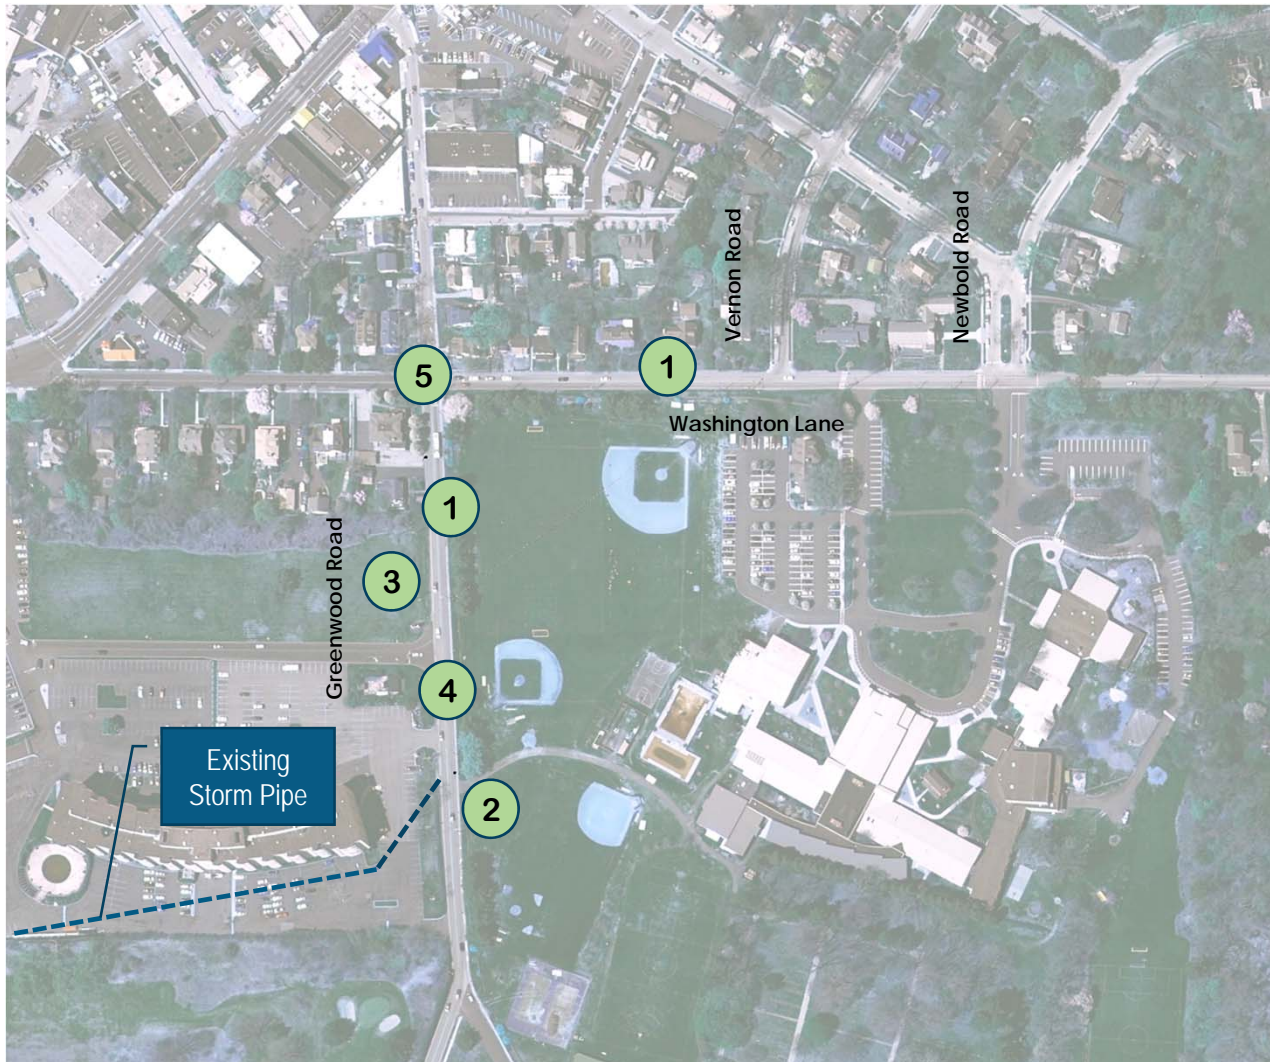 Vernon Road
Newbold Road
5
1
Washington Lane
1
Greenwood Road
3
4
Existing
Storm Pipe
2